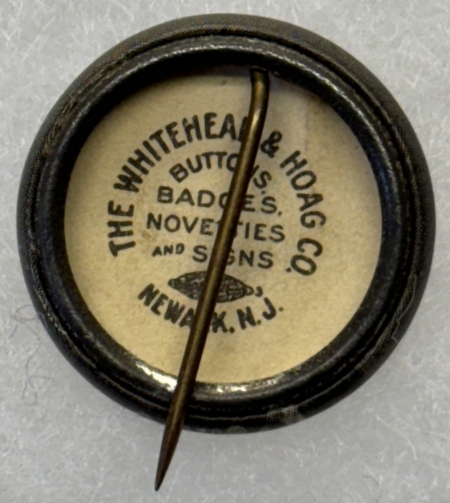 THE WHITEHEAD & HOAG CO.
BUTTONS,
BADGES,
NOVELTIES
AND SIGNS
NEWARK, N.J.